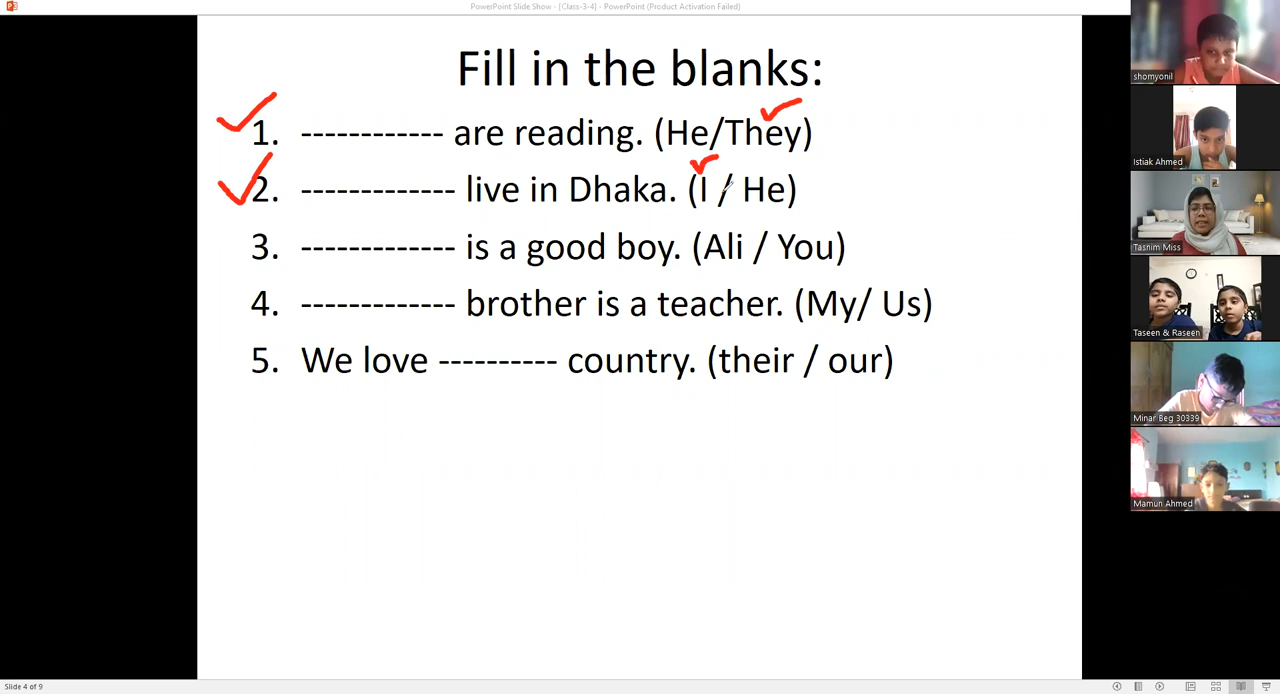 PowerPoint Slide Show - [Class-3-4] - PowerPoint (Product Activation Failed)
Fill in the blanks:
1. ------------ are reading. (He/They)
2. ------------- live in Dhaka. (I / He)
3. ------------- is a good boy. (Ali / You)
4. ------------- brother is a teacher. (My/ Us)
5. We love ---------- country. (their / our)
shomyonil
Istiak Ahmed
Tasnim Miss
Taseen & Raseen
Minar Beg 30339
Mamun Ahmed
Slide 4 of 9